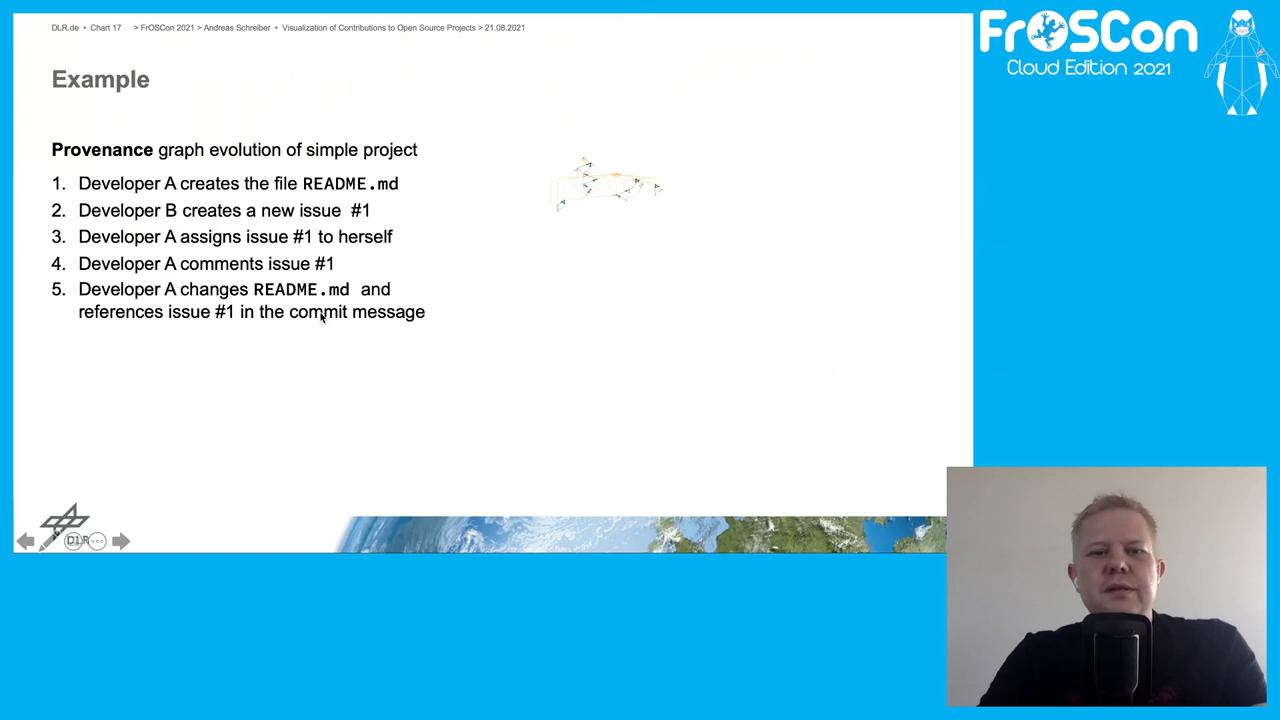 DLR.de • Chart 17 > FrOSCon 2021 > Andreas Schreiber • Visualization of Contributions to Open Source Projects > 21.08.2021
FrOSCon
Cloud Edition 2021
Example
Provenance graph evolution of simple project
1. Developer A creates the file README.md
2. Developer B creates a new issue #1
3. Developer A assigns issue #1 to herself
4. Developer A comments issue #1
5. Developer A changes README.md and
references issue #1 in the commit message
DLR